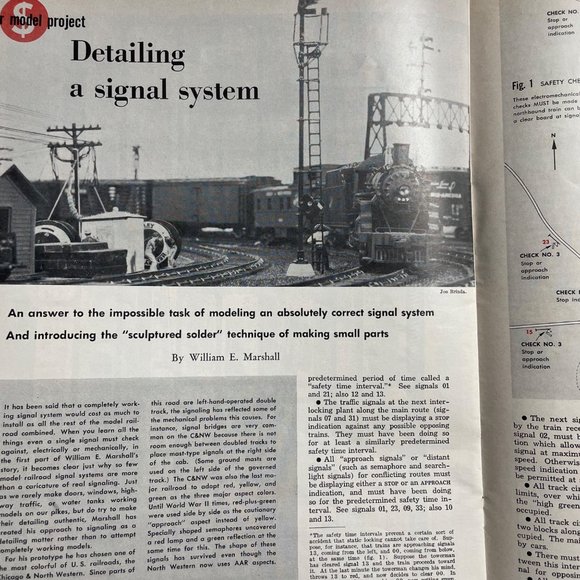 r model project
Detailing
a signal system
Joe Brinda.
An answer to the impossible task of modeling an absolutely correct signal system
And introducing the "sculptured solder" technique of making small parts
By William E. Marshall
It has been said that a completely work-
ing signal system would cost as much to
install as all the rest of the model rail-
road combined. When you learn all the
things even a single signal must check
against, electrically or mechanically, in
the first part of William E. Marshall's
story, it becomes clear just why so few
model railroad signal systems are more
than a caricature of real signaling. Just
as we rarely make doors, windows, high-
way traffic, or water tanks working
models on our pikes, but do try to make
their detailing authentic, Marshall has
treated his approach to signaling as a
detailing matter rather than to attempt
completely working models.
For his prototype he has chosen one of
the most colorful of U.S. railroads, the
Chicago & North Western. Since parts of
this road are left-hand-operated double
track, the signaling has reflected some of
the mechanical problems this causes. For
instance, signal bridges are very com-
man on the C&NW because there is not
room enough between doubled tracks to
place mast-type signals at the right side
of the cab. (Some ground masts are
used on the left side of the governed
track.) The C&NW was also the last ma-
jor railroad to adopt red, yellow, and
green as the three major aspect colors.
Until World War II times, red-plus-green
were used side by side as the cautionary
"approach" aspect instead of yellow.
Specially boxed semaphores uncovered
a red lamp and a green reflection at the
same time for this. The shape of these
signals has survived even though the
North Western now uses AAR aspects.
predetermined period of time called a
"safety time interval."* See signals 01
and 21; also 12 and 13.
● The traffic signals at the next inter-
locking plant along the main route (sig-
nals 07 and 31) must be displaying a STOP
indication against any possible opposing
trains. They must have been doing so
for at least a similarly predetermined
safety time interval.
● All "approach signals" or "distant
signals" (such as semaphore and search-
light signals) for conflicting routes must
be displaying either a STOP or an APPROACH
indication, and must have been doing
so for the predetermined safety time in-
terval. See signals 01, 23, 09, 33; also 10
and 13.
*The safety time interval prevents a certain sort of
accident that static locking cannot take care of. Sup-
pose, for instance, that trains are approaching signals
13, coming from the left, and 00, coming from below,
at the same time (fig. 1). Suppose the towerman
has cleared signal 13 and the train proceeds toward
it. At the last minute the towerman changes his mind,
throws 13 to red, and now decides to clear 00. In
CHECK NO.
Stop or
approach
indication
Fig. 1 SAFETY CHE
These electromechanical
checks MUST be made
northbound train can b
a clear board at signal
N
23
CHECK NO. 3
Stop or
approach
indication
CHECK
Stop in
15
CHECK NO. 3
Stop or
approach
indication
● The next sig
by the train rece
signal 02, must b
tion which allow
signal at maximum
speed. Otherwise
speed indication
be permitted at
● All track ci
limits, over whi
the "high green
occupied.
● All track ci
two blocks along
cupied. The ma
by cars.
● There must
tween this inter
nal for oppos